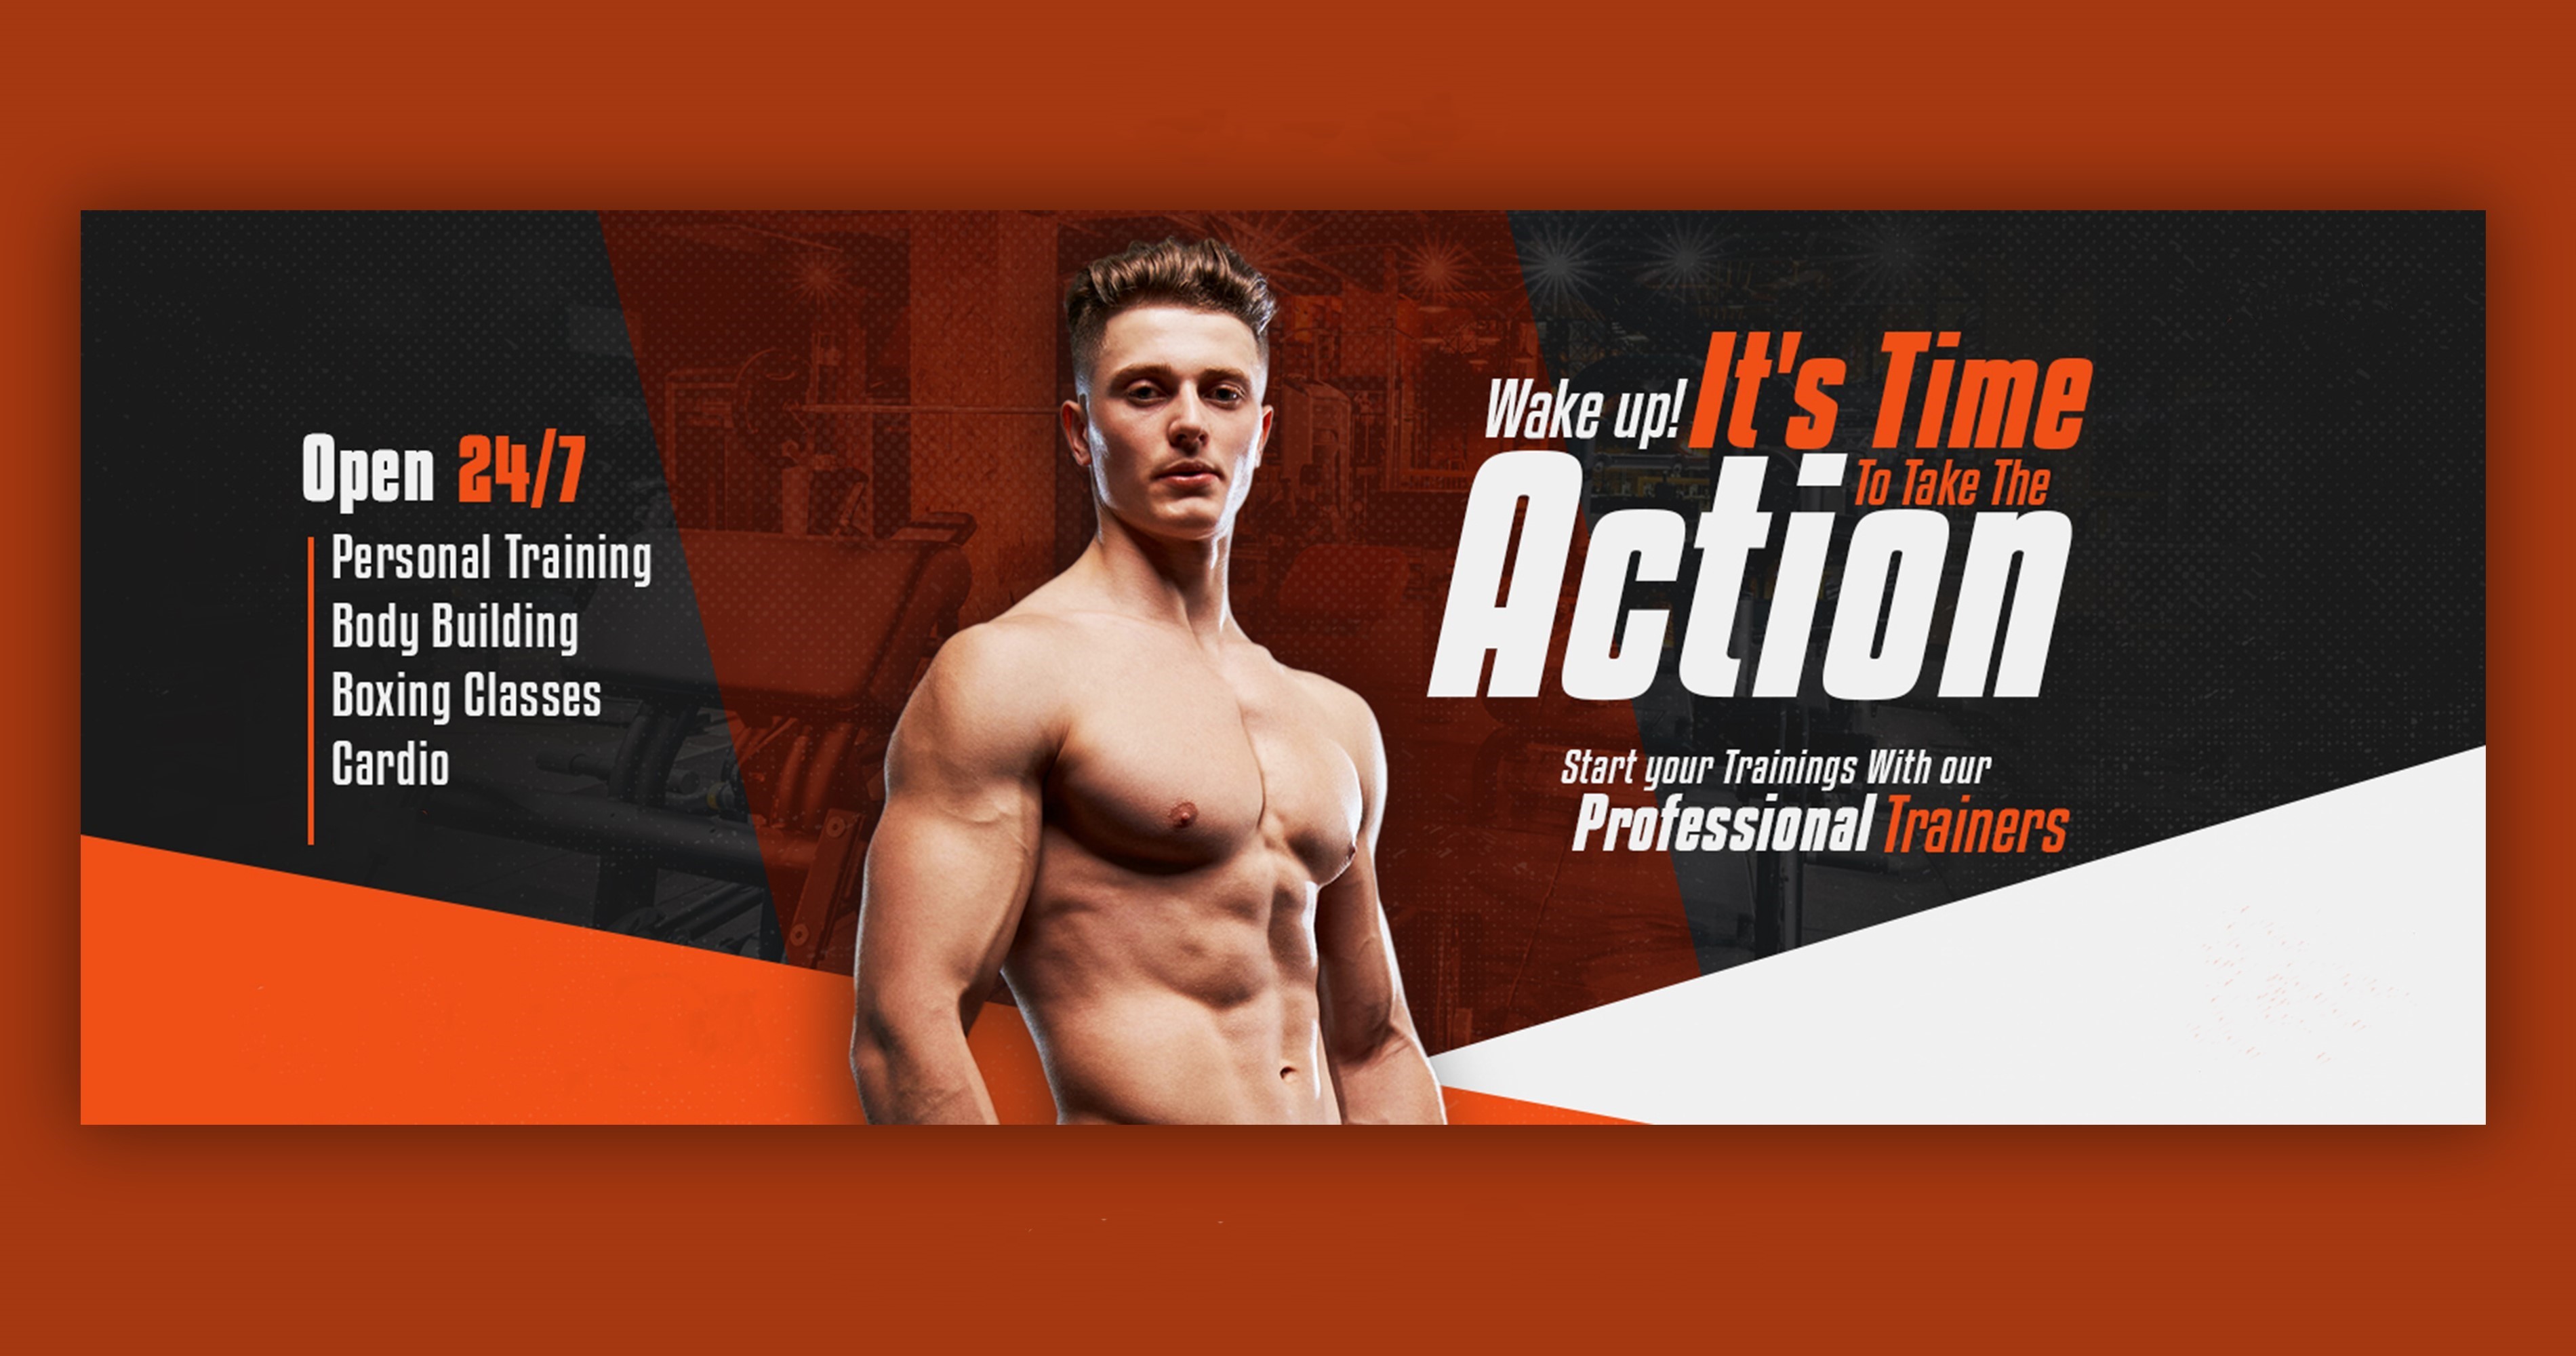 Open 24/7
Personal Training
Body Building
Boxing Classes
Cardio
Wake up! It's Time
To Take The
Action
Start your Trainings With our
Professional Trainers